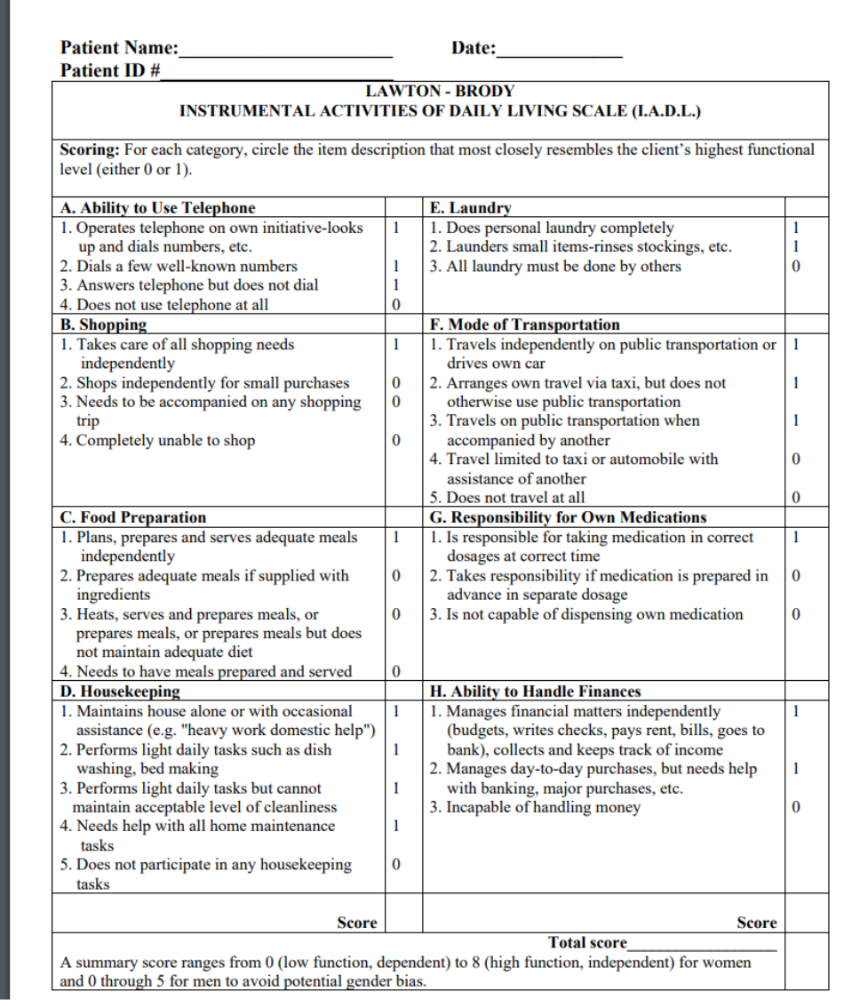 Patient Name:________________________ Date:______________
Patient ID #__________________________
LAWTON - BRODY
INSTRUMENTAL ACTIVITIES OF DAILY LIVING SCALE (I.A.D.L.)
Scoring: For each category, circle the item description that most closely resembles the client’s highest functional
level (either 0 or 1).
A. Ability to Use Telephone
1. Operates telephone on own initiative-looks 1
up and dials numbers, etc.
2. Dials a few well-known numbers 1
3. Answers telephone but does not dial 1
4. Does not use telephone at all 0
E. Laundry
1. Does personal laundry completely 1
2. Launders small items-rinses stockings, etc. 1
3. All laundry must be done by others 0
B. Shopping
1. Takes care of all shopping needs 1
independently
2. Shops independently for small purchases 0
3. Needs to be accompanied on any shopping 0
trip
4. Completely unable to shop 0
F. Mode of Transportation
1. Travels independently on public transportation or 1
drives own car
2. Arranges own travel via taxi, but does not 1
otherwise use public transportation
3. Travels on public transportation when 1
accompanied by another
4. Travel limited to taxi or automobile with 0
assistance of another
5. Does not travel at all 0
C. Food Preparation
1. Plans, prepares and serves adequate meals 1
independently
2. Prepares adequate meals if supplied with 0
ingredients
3. Heats, serves and prepares meals, or 0
prepares meals, or prepares meals but does
not maintain adequate diet
4. Needs to have meals prepared and served 0
G. Responsibility for Own Medications
1. Is responsible for taking medication in correct 1
dosages at correct time
2. Takes responsibility if medication is prepared in 0
advance in separate dosage
3. Is not capable of dispensing own medication 0
D. Housekeeping
1. Maintains house alone or with occasional 1
assistance (e.g. "heavy work domestic help")
2. Performs light daily tasks such as dish 1
washing, bed making
3. Performs light daily tasks but cannot 1
maintain acceptable level of cleanliness
4. Needs help with all home maintenance 1
tasks
5. Does not participate in any housekeeping 0
tasks
H. Ability to Handle Finances
1. Manages financial matters independently 1
(budgets, writes checks, pays rent, bills, goes to
bank), collects and keeps track of income
2. Manages day-to-day purchases, but needs help 1
with banking, major purchases, etc.
3. Incapable of handling money 0
Score
Score
Total score__________________
A summary score ranges from 0 (low function, dependent) to 8 (high function, independent) for women
and 0 through 5 for men to avoid potential gender bias.